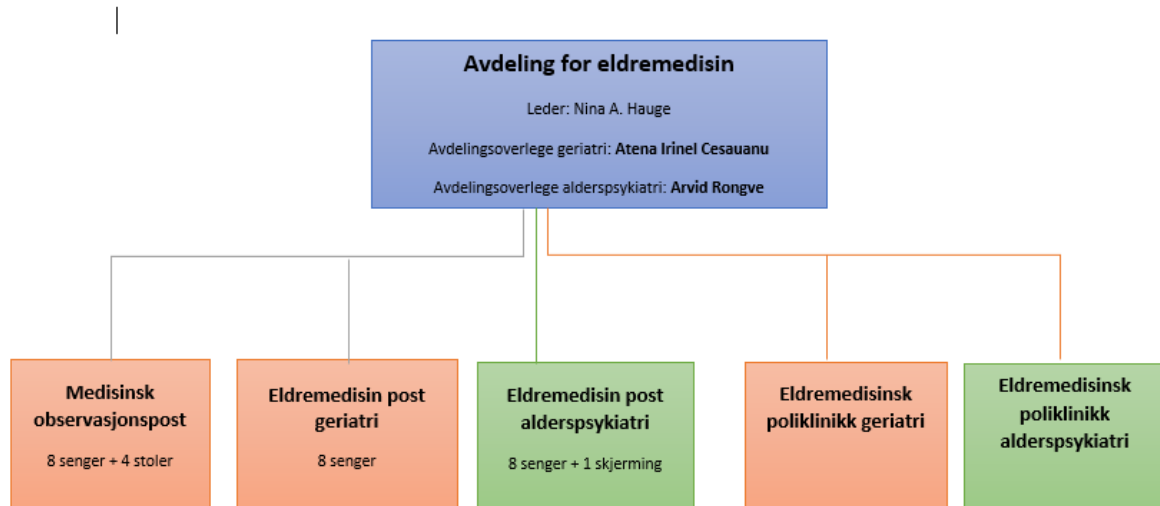 Avdeling for eldremedisin
Leder: Nina A. Hauge
Avdelingsoverlege geriatri: Atena Irinel Cesauanu
Avdelingsoverlege alderspsykiatri: Arvid Rongve
Medisinsk
observasjonspost
8 senger + 4 stoler
Eldremedisin post
geriatri
8 senger
Eldremedisin post
alderspsykiatri
8 senger + 1 skjerming
Eldremedisinsk
poliklinikk geriatri
Eldremedisinsk
poliklinikk
alderspsykiatri